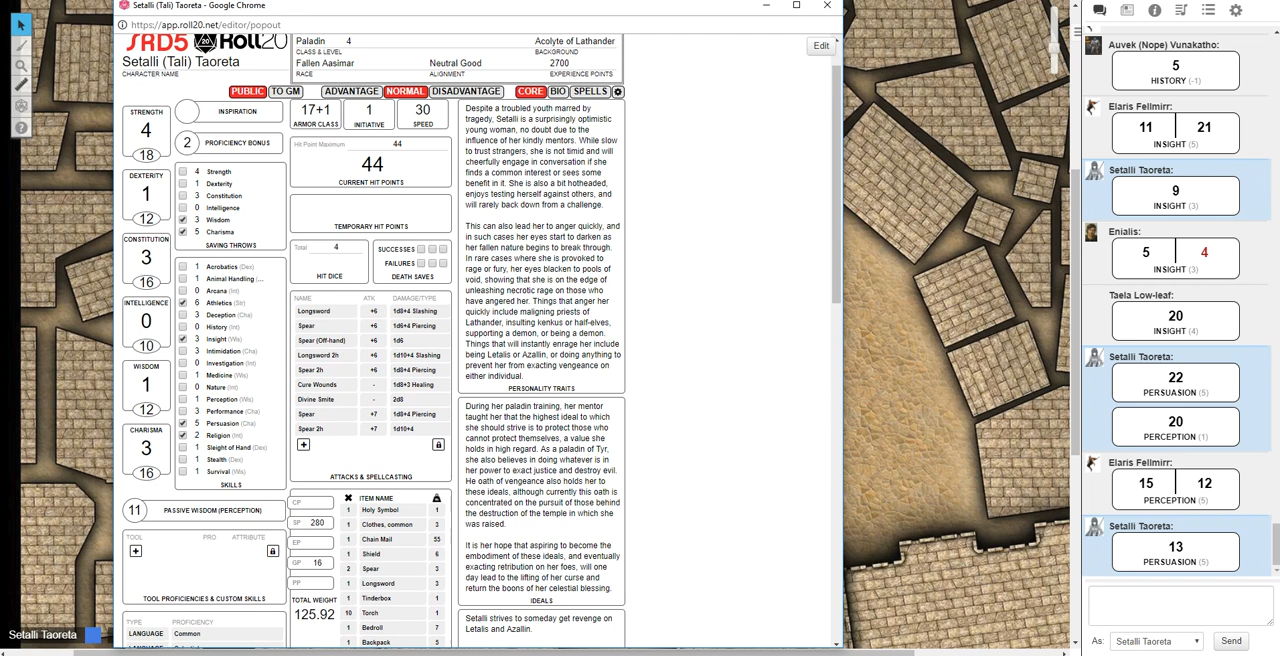 Setalli (Tali) Taoreta - Google Chrome
https://app.roll20.net/editor/popout
SRD5 Roll20
Setalli (Tali) Taoreta
CHARACTER NAME
Paladin 4 Acolyte of Lathander
CLASS & LEVEL BACKGROUND
Fallen Aasimar Neutral Good 2700
RACE ALIGNMENT EXPERIENCE POINTS
Edit
PUBLIC TO GM ADVANTAGE NORMAL DISADVANTAGE CORE BIO SPELLS
STRENGTH
4
18
DEXTERITY
1
12
CONSTITUTION
3
16
INTELLIGENCE
0
10
WISDOM
1
12
CHARISMA
3
16
INSPIRATION
2 PROFICIENCY BONUS
4 Strength
1 Dexterity
3 Constitution
0 Intelligence
3 Wisdom
5 Charisma
SAVING THROWS
1 Acrobatics (Dex)
1 Animal Handling (...
0 Arcana (Int)
6 Athletics (Str)
3 Deception (Cha)
0 History (Int)
3 Insight (Wis)
3 Intimidation (Cha)
0 Investigation (Int)
1 Medicine (Wis)
0 Nature (Int)
1 Perception (Wis)
3 Performance (Cha)
5 Persuasion (Cha)
2 Religion (Int)
1 Sleight of Hand (Dex)
1 Stealth (Dex)
1 Survival (Wis)
SKILLS
11 PASSIVE WISDOM (PERCEPTION)
TOOL PRO ATTRIBUTE
TOOL PROFICIENCIES & CUSTOM SKILLS
TYPE PROFICIENCY
LANGUAGE Common
17+1
ARMOR CLASS
1
INITIATIVE
30
SPEED
Hit Point Maximum 44
44
CURRENT HIT POINTS
TEMPORARY HIT POINTS
Total 4
HIT DICE
SUCCESSES
FAILURES
DEATH SAVES
NAME ATK DAMAGE/TYPE
Longsword +6 1d8+4 Slashing
Spear +6 1d6+4 Piercing
Spear (Off-hand) +6 1d6
Longsword 2h +6 1d10+4 Slashing
Spear 2h +6 1d8+4 Piercing
Cure Wounds - 1d8+3 Healing
Divine Smite - 2d8
Spear +7 1d8+4 Piercing
Spear 2h +7 1d10+4
ATTACKS & SPELLCASTING
CP
SP 280
EP
GP 16
PP
TOTAL WEIGHT
125.92
ITEM NAME
1 Holy Symbol 1
1 Clothes, common 3
1 Chain Mail 55
1 Shield 6
2 Spear 3
1 Longsword 3
1 Tinderbox 1
10 Torch 1
1 Bedroll 7
1 Backpack 5
Despite a troubled youth marred by
tragedy, Setalli is a surprisingly optimistic
young woman, no doubt due to the
influence of her kindly mentors. While slow
to trust strangers, she is not timid and will
cheerfully engage in conversation if she
finds a common interest or sees some
benefit in it. She is also a bit hotheaded,
enjoys testing herself against others, and
will rarely back down from a challenge.
This can also lead her to anger quickly, and
in such cases her eyes start to darken as
her fallen nature begins to break through.
In rare cases where she is provoked to
rage or fury, her eyes blacken to pools of
void, showing that she is on the edge of
unleashing necrotic rage on those who
have angered her. Things that anger her
quickly include maligning priests of
Lathander, insulting kenkus or half-elves,
supporting a demon, or being a demon.
Things that will instantly enrage her include
being Letalis or Azallin, or doing anything to
prevent her from exacting vengeance on
either individual.
PERSONALITY TRAITS
During her paladin training, her mentor
taught her that the highest ideal to which
she should strive is to protect those who
cannot protect themselves, a value she
holds in high regard. As a paladin of Tyr,
she also believes in doing whatever is in
her power to exact justice and destroy evil.
He oath of vengeance also holds her to
these ideals, although currently this oath is
concentrated on the pursuit of those behind
the destruction of the temple in which she
was raised.
It is her hope that aspiring to become the
embodiment of these ideals, and eventually
exacting retribution on her foes, will one
day lead to the lifting of her curse and
return the boons of her celestial blessing.
IDEALS
Setalli strives to someday get revenge on
Letalis and Azallin.
Setalli Taoreta
Auvek (Nope) Vunakatho:
5
HISTORY (-1)
Elaris Fellmirr:
11 21
INSIGHT (5)
Setalli Taoreta:
9
INSIGHT (3)
Enialis:
5 4
INSIGHT (3)
Taela Low-leaf:
20
INSIGHT (4)
Setalli Taoreta:
22
PERSUASION (5)
20
PERCEPTION (1)
Elaris Fellmirr:
15 12
PERCEPTION (5)
Setalli Taoreta:
13
PERSUASION (5)
As: Setalli Taoreta Send